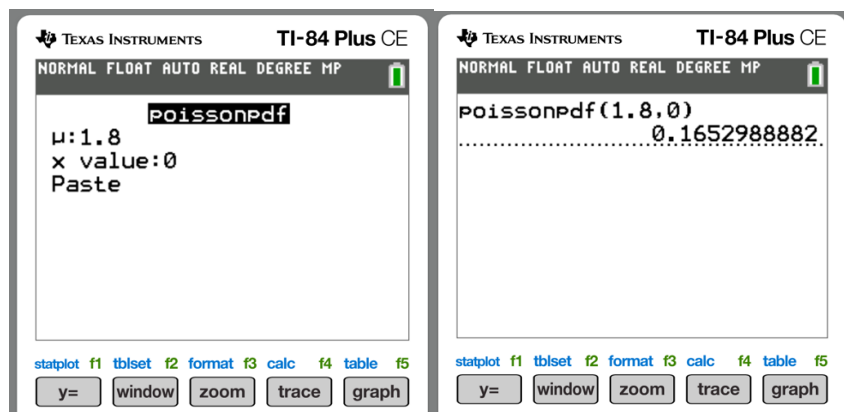 TEXAS INSTRUMENTS TI-84 Plus CE
NORMAL FLOAT AUTO REAL DEGREE MP
poissonpdf
μ:1.8
x value:0
Paste
statplot f1 tblset f2 format f3 calc f4 table f5
y= window zoom trace graph
TEXAS INSTRUMENTS TI-84 Plus CE
NORMAL FLOAT AUTO REAL DEGREE MP
poissonpdf(1.8,0)
0.1652988882
statplot f1 tblset f2 format f3 calc f4 table f5
y= window zoom trace graph